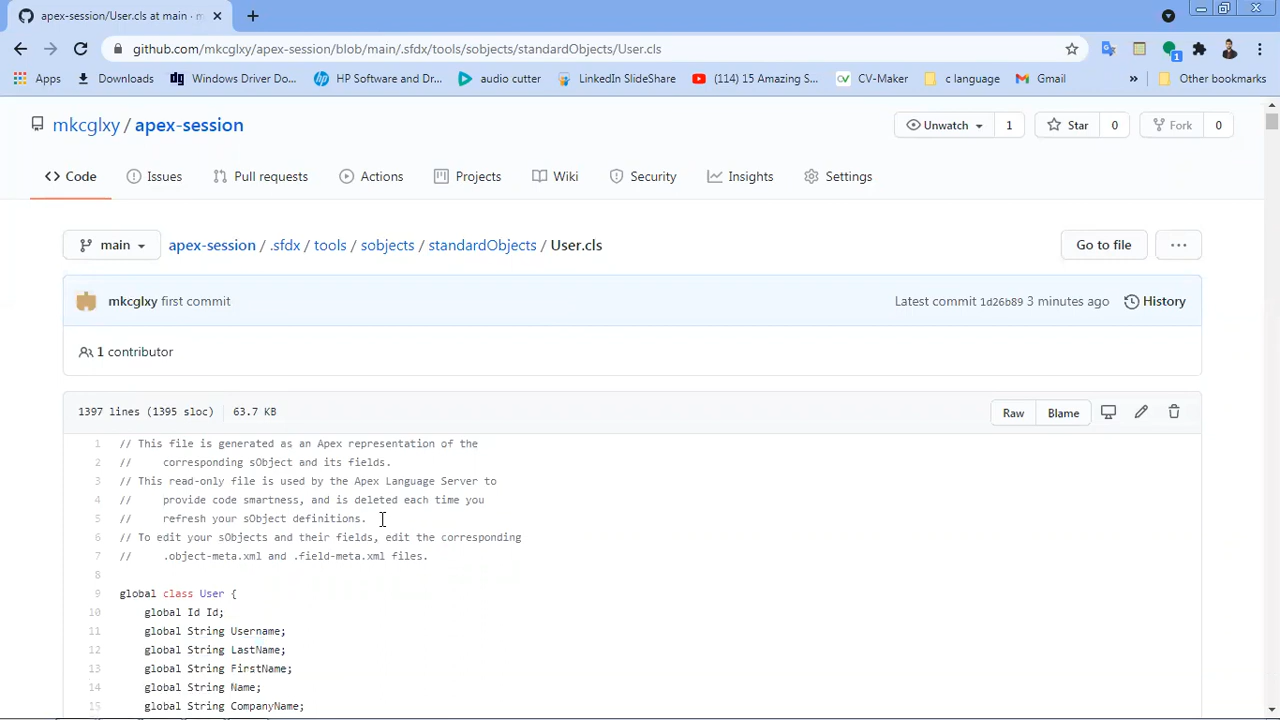 apex-session/User.cls at main · m
github.com/mkcglxy/apex-session/blob/main/.sfdx/tools/sobjects/standardObjects/User.cls
1
Apps Downloads Windows Driver Do... HP Software and Dr... audio cutter LinkedIn SlideShare (114) 15 Amazing S... CV-Maker c language Gmail » Other bookmarks
mkcglxy / apex-session
Unwatch 1 Star 0 Fork 0
Code Issues Pull requests Actions Projects Wiki Security Insights Settings
main apex-session / .sfdx / tools / sobjects / standardObjects / User.cls Go to file ...
mkcglxy first commit Latest commit 1d26b89 3 minutes ago History
1 contributor
1397 lines (1395 sloc) 63.7 KB Raw Blame
1 // This file is generated as an Apex representation of the
2 //     corresponding sObject and its fields.
3 // This read-only file is used by the Apex Language Server to
4 //     provide code smartness, and is deleted each time you
5 //     refresh your sObject definitions.
6 // To edit your sObjects and their fields, edit the corresponding
7 //     .object-meta.xml and .field-meta.xml files.
8
9 global class User {
10     global Id Id;
11     global String Username;
12     global String LastName;
13     global String FirstName;
14     global String Name;
15     global String CompanyName;